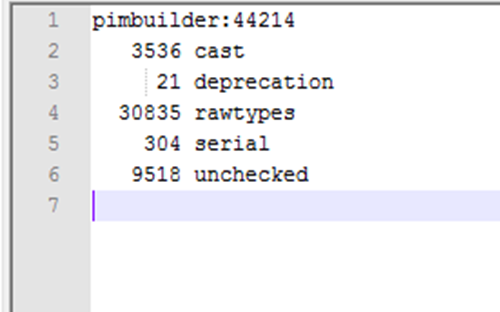 1 pimbuilder:44214
2 3536 cast
3 21 deprecation
4 30835 rawtypes
5 304 serial
6 9518 unchecked
7